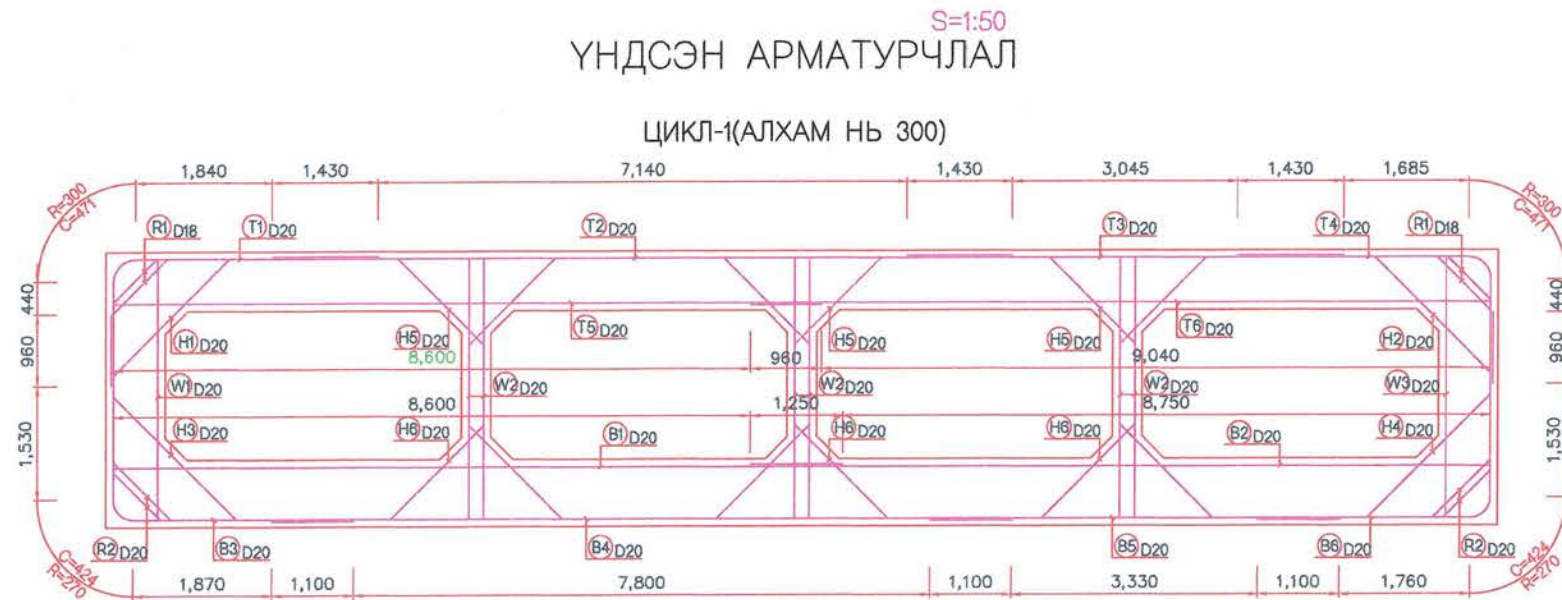 S=1:50
ҮНДСЭН АРМАТУРЧЛАЛ
ЦИКЛ-1(АЛХАМ НЬ 300)
1,840 1,430 7,140 1,430 3,045 1,430 1,685
R=300 R=300
C=471 C=471
R1 D18 T1 D20 T2 D20 T3 D20 T4 D20 R1 D18
440 440
H1 D20 H5 D20 T5 D20 H5 D20 H5 D20 T6 D20 H2 D20
960 8,600 960 9,040 960
W1 D20 W2 D20 W2 D20 W2 D20 W3 D20
8,600 1,250 8,750
H3 D20 H6 D20 B1 D20 H6 D20 H6 D20 B2 D20 H4 D20
1,530 1,530
R2 D20 B3 D20 B4 D20 B5 D20 B6 D20 R2 D20
C=424 C=424
R=270 R=270
1,870 1,100 7,800 1,100 3,330 1,100 1,760